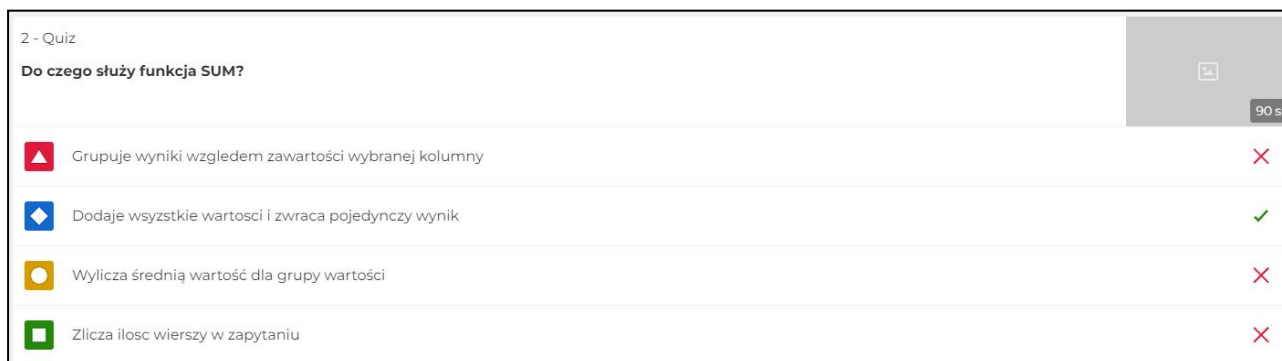 2 - Quiz
Do czego służy funkcja SUM?
90 s
Grupuje wyniki wzgledem zawartości wybranej kolumny
Dodaje wsyzstkie wartosci i zwraca pojedynczy wynik
Wylicza średnią wartość dla grupy wartości
Zlicza ilosc wierszy w zapytaniu